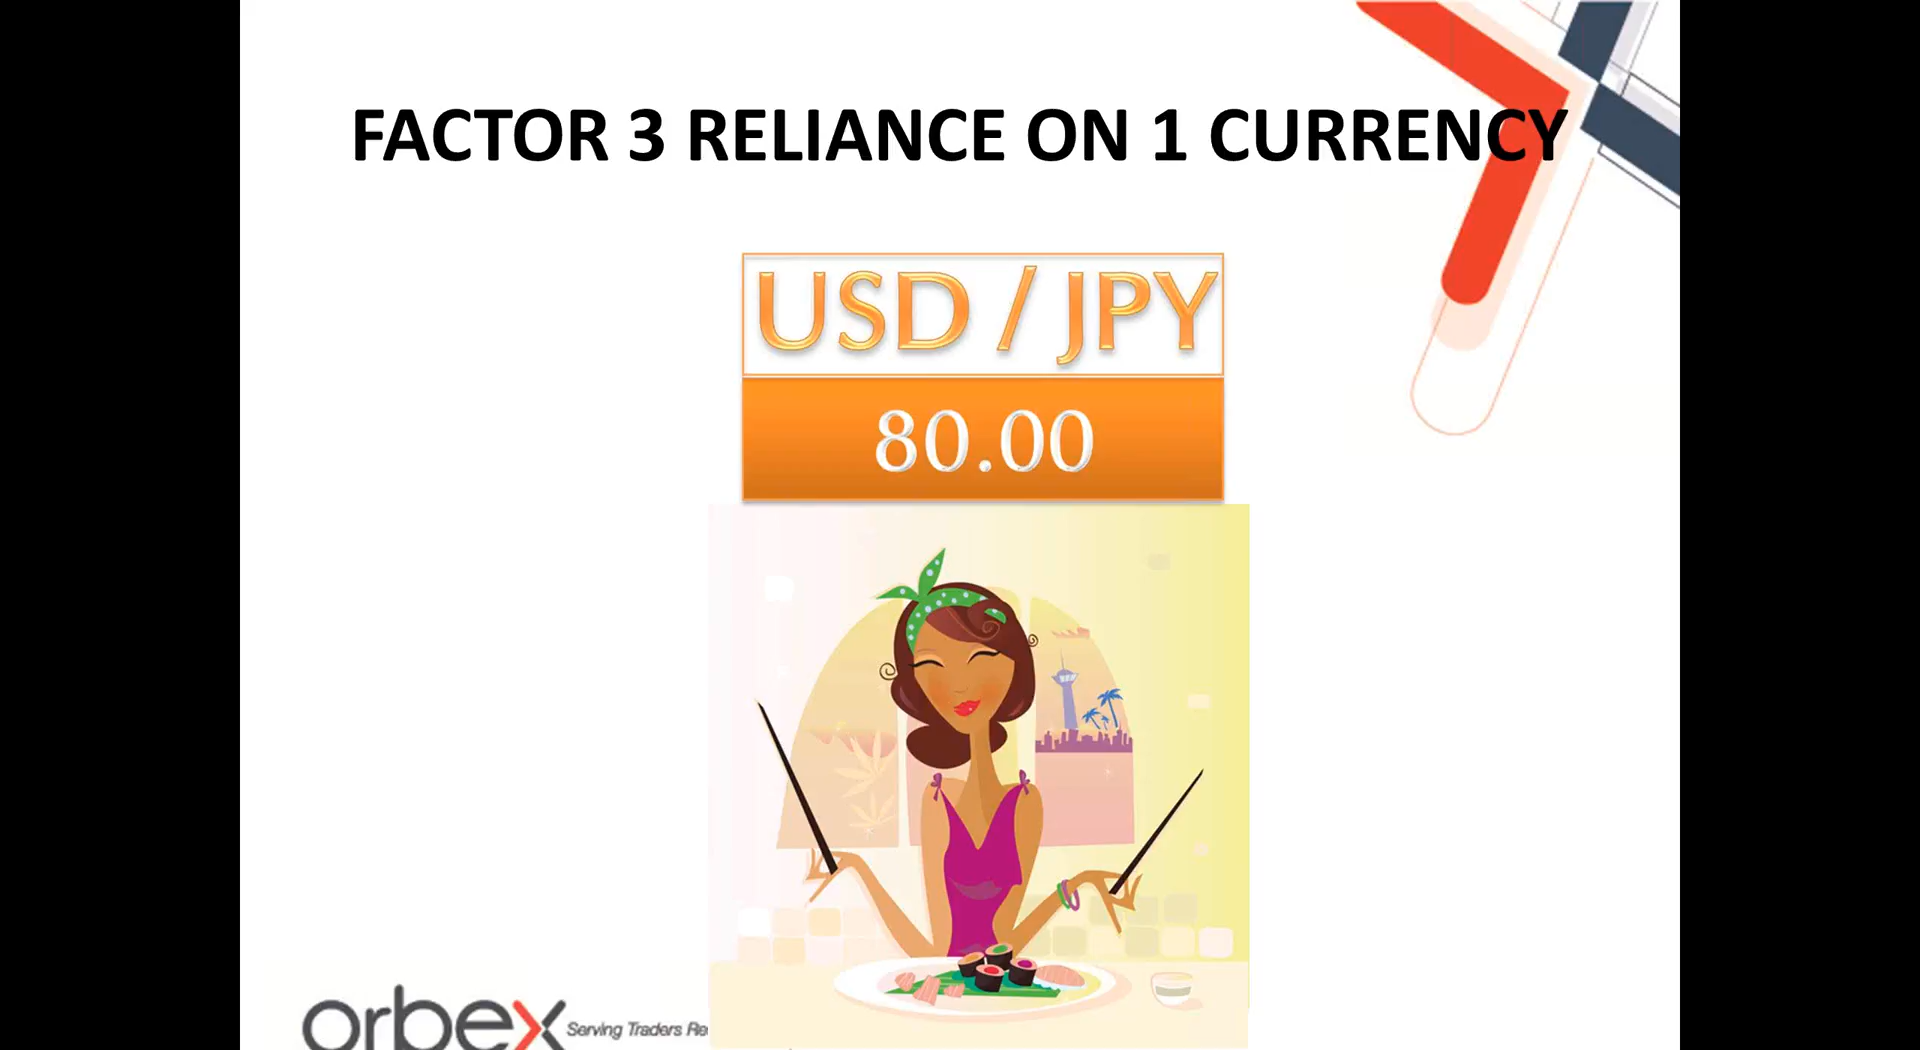 FACTOR 3 RELIANCE ON 1 CURRENCY
USD / JPY
80.00
orbex Serving Traders